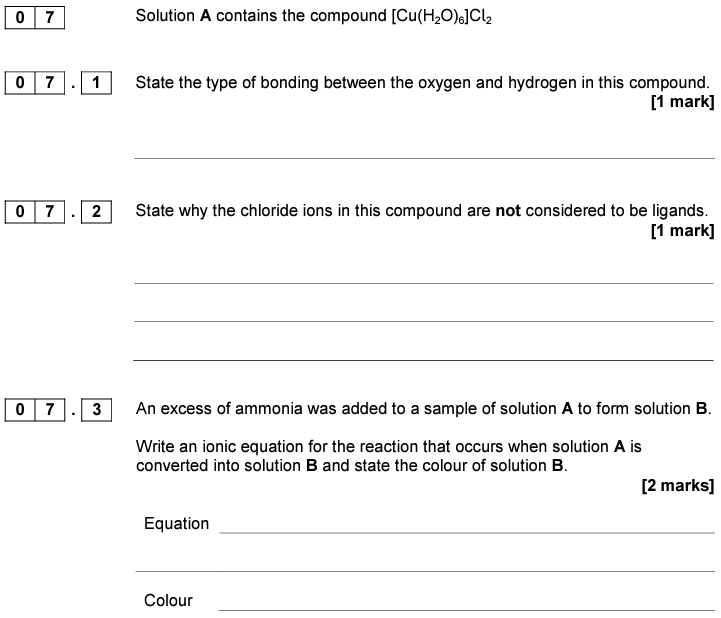 0 7 Solution A contains the compound [Cu(H₂O)₆]Cl₂
0 7 . 1 State the type of bonding between the oxygen and hydrogen in this compound.
[1 mark]
0 7 . 2 State why the chloride ions in this compound are not considered to be ligands.
[1 mark]
0 7 . 3 An excess of ammonia was added to a sample of solution A to form solution B.
Write an ionic equation for the reaction that occurs when solution A is
converted into solution B and state the colour of solution B.
[2 marks]
Equation
Colour